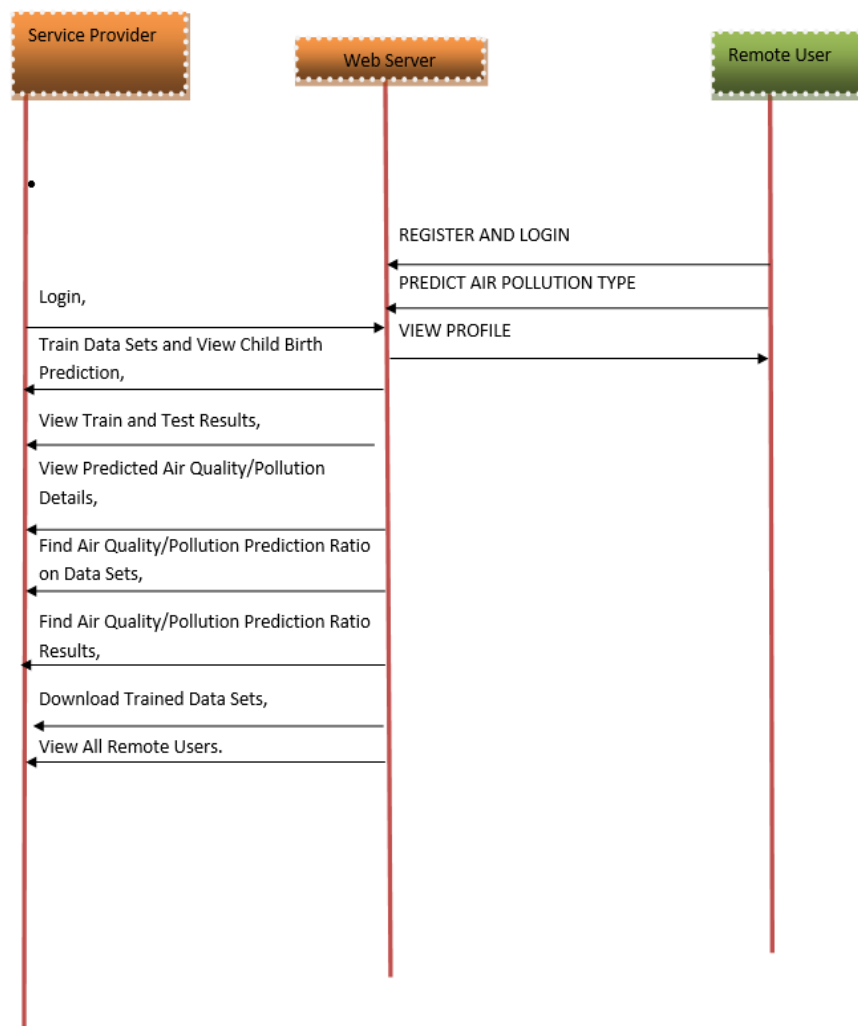 Service Provider
Web Server
Remote User
REGISTER AND LOGIN
PREDICT AIR POLLUTION TYPE
VIEW PROFILE
Login,
Train Data Sets and View Child Birth
Prediction,
View Train and Test Results,
View Predicted Air Quality/Pollution
Details,
Find Air Quality/Pollution Prediction Ratio
on Data Sets,
Find Air Quality/Pollution Prediction Ratio
Results,
Download Trained Data Sets,
View All Remote Users.